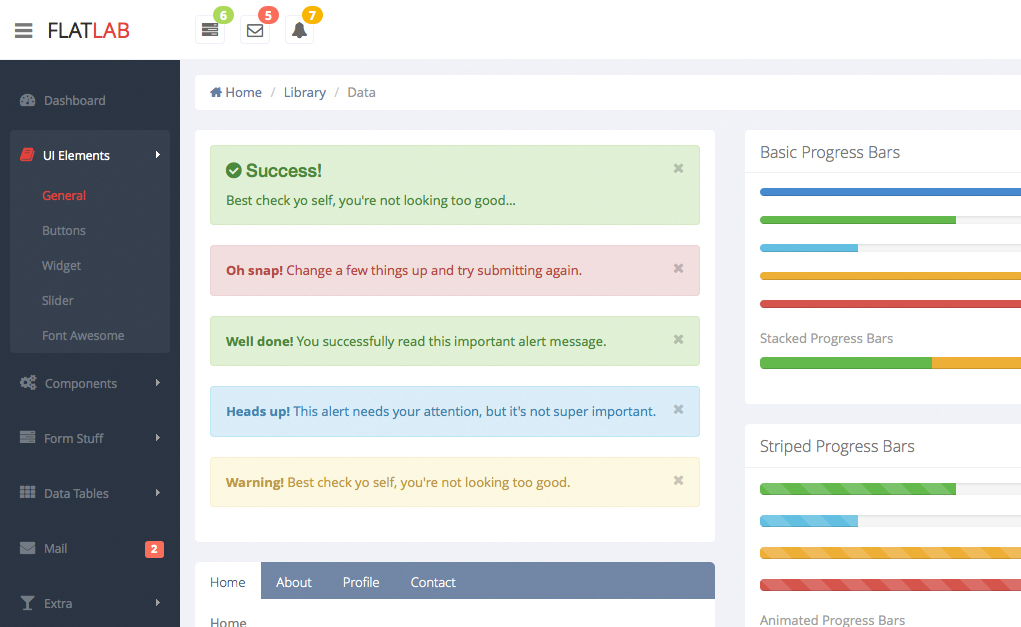 FLATLAB
6
5
7
Dashboard
UI Elements
General
Buttons
Widget
Slider
Font Awesome
Components
Form Stuff
Data Tables
Mail
2
Extra
Home / Library / Data
Success!
Best check yo self, you're not looking too good...
Oh snap! Change a few things up and try submitting again.
Well done! You successfully read this important alert message.
Heads up! This alert needs your attention, but it's not super important.
Warning! Best check yo self, you're not looking too good.
Home About Profile Contact
Home
Basic Progress Bars
Stacked Progress Bars
Striped Progress Bars
Animated Progress Bars